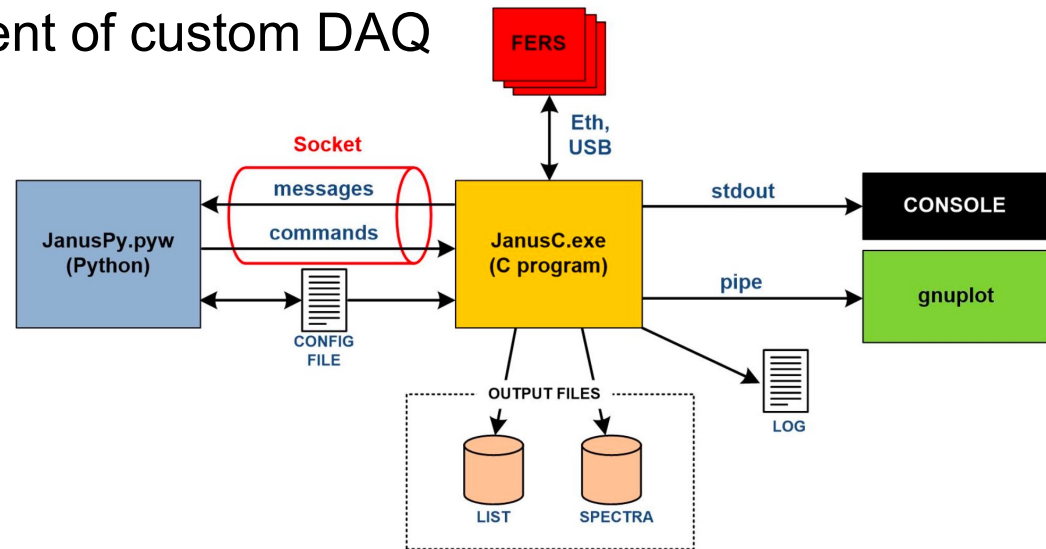 ent of custom DAQ
FERS
Eth,
USB
Socket
messages
commands
JanusPy.pyw
(Python)
JanusC.exe
(C program)
stdout
CONSOLE
pipe
gnuplot
CONFIG
FILE
OUTPUT FILES
LIST
SPECTRA
LOG